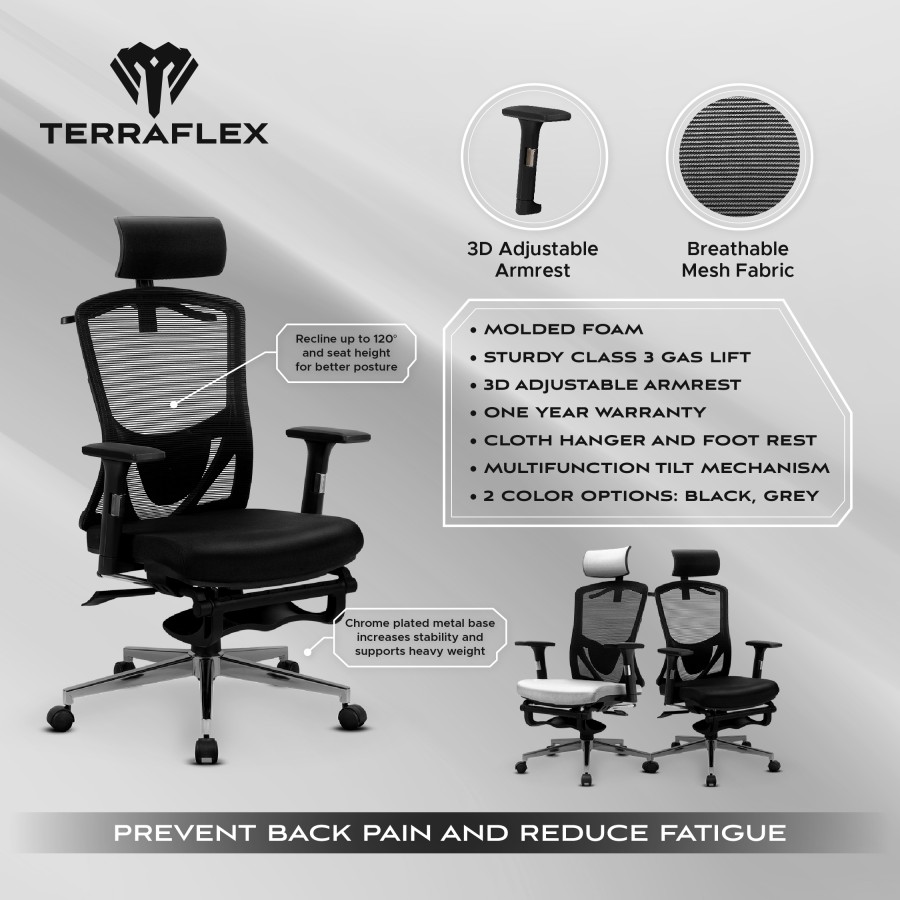 TERRAFLEX
3D Adjustable
Armrest
Breathable
Mesh Fabric
Recline up to 120°
and seat height
for better posture
• MOLDED FOAM
• STURDY CLASS 3 GAS LIFT
• 3D ADJUSTABLE ARMREST
• ONE YEAR WARRANTY
• CLOTH HANGER AND FOOT REST
• MULTIFUNCTION TILT MECHANISM
• 2 COLOR OPTIONS: BLACK, GREY
Chrome plated metal base
increases stability and
supports heavy weight
PREVENT BACK PAIN AND REDUCE FATIGUE